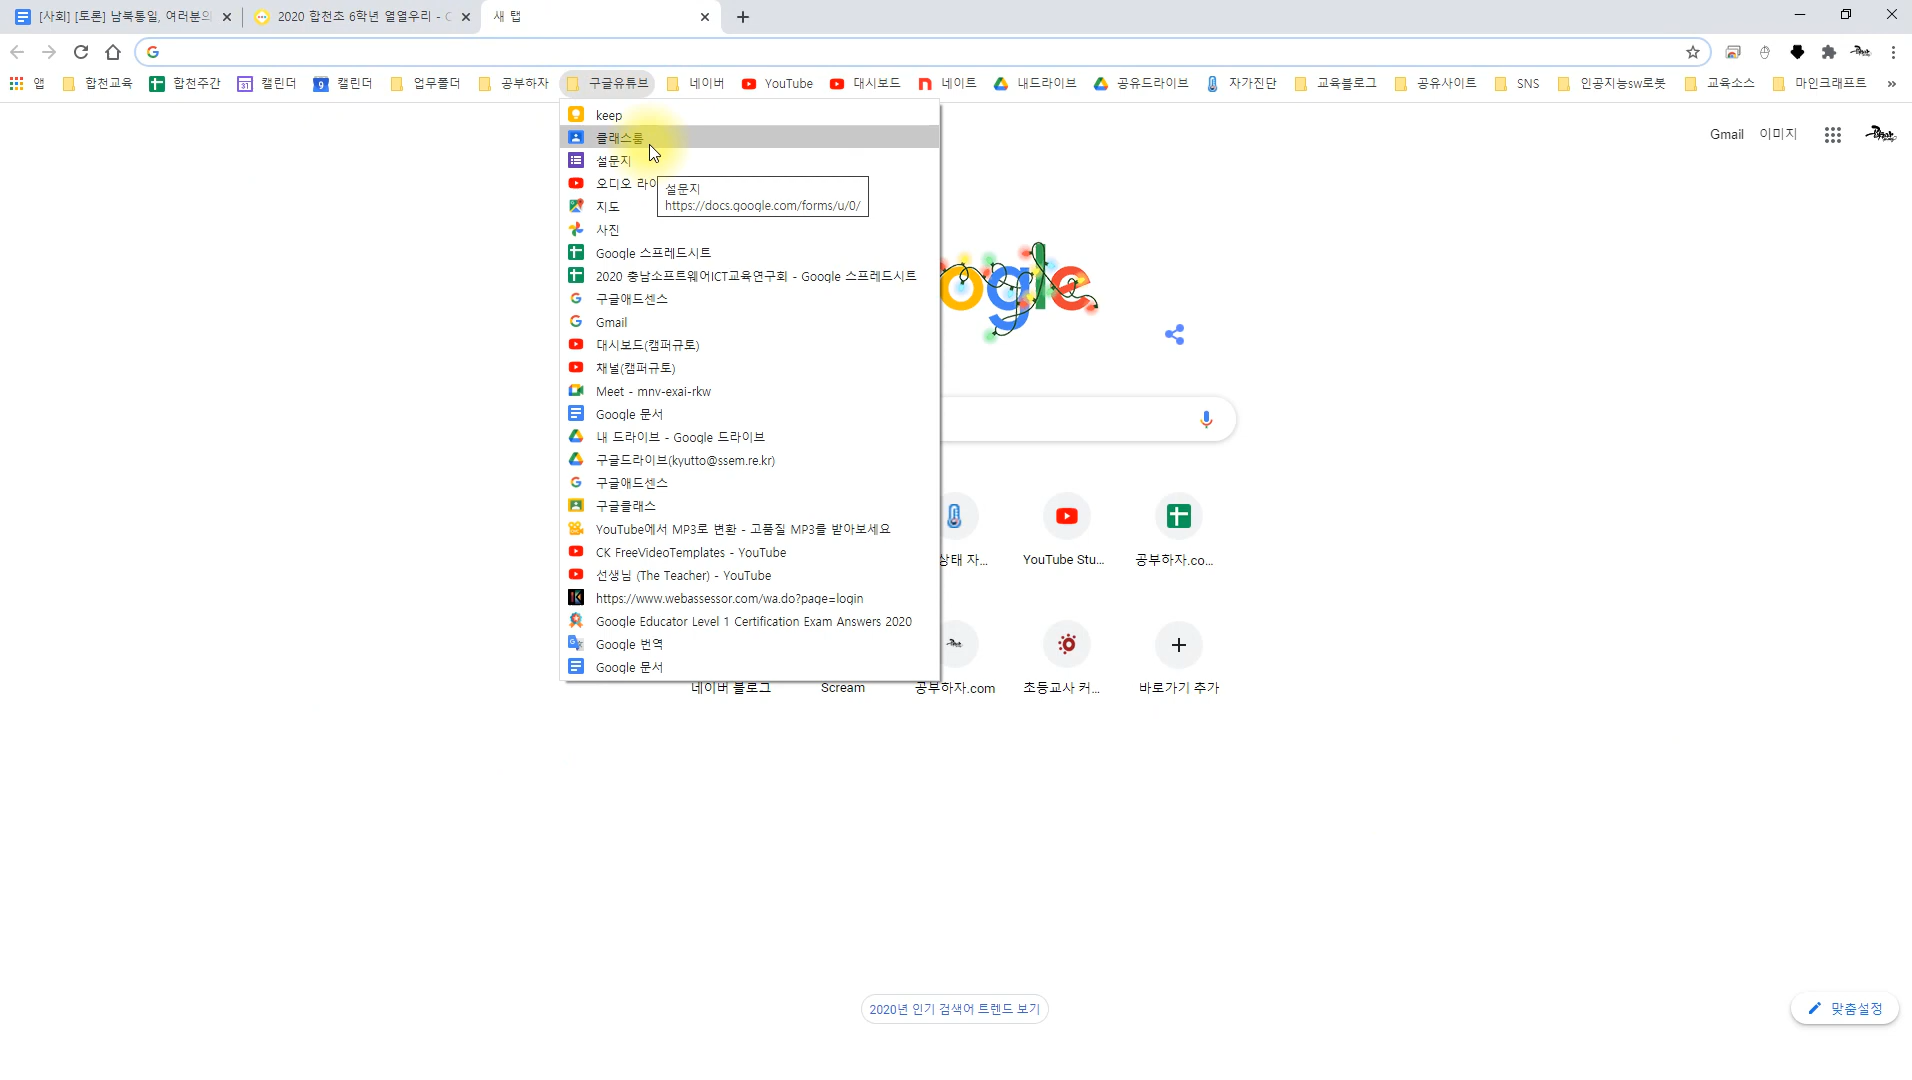 [사회] [토론] 남북통일, 여러분의
2020 합천초 6학년 열열우리 - C
새 탭
앱
합천교육
합천주간
캘린더
캘린더
업무폴더
공부하자
구글유튜브
네이버
YouTube
대시보드
네이트
내드라이브
공유드라이브
자가진단
교육블로그
공유사이트
SNS
인공지능sw로봇
교육소스
마인크래프트
»
Gmail
이미지
keep
클래스룸
설문지
오디오 라이
설문지
https://docs.google.com/forms/u/0/
지도
사진
Google 스프레드시트
2020 충남소프트웨어ICT교육연구회 - Google 스프레드시트
구글애드센스
Gmail
대시보드(캠퍼규토)
채널(캠퍼규토)
Meet - mnv-exai-rkw
Google 문서
내 드라이브 - Google 드라이브
구글드라이브(kyutto@ssem.re.kr)
구글애드센스
구글클래스
YouTube에서 MP3로 변환 - 고품질 MP3를 받아보세요
CK FreeVideoTemplates - YouTube
선생님 (The Teacher) - YouTube
https://www.webassessor.com/wa.do?page=login
Google Educator Level 1 Certification Exam Answers 2020
Google 번역
Google 문서
ogle
상태 자...
YouTube Stu...
공부하자.co...
네이버 블로그
Scream
공부하자.com
초등교사 커...
바로가기 추가
2020년 인기 검색어 트렌드 보기
맞춤설정